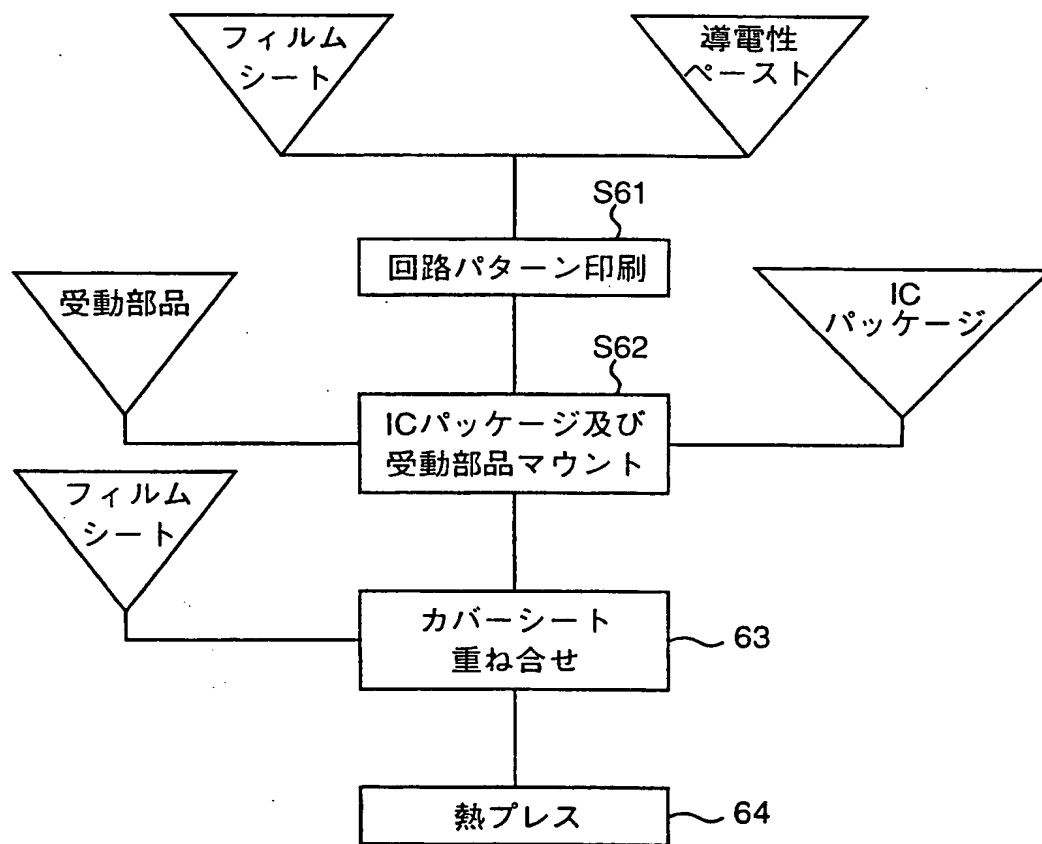 フィルム
シート
導電性
ペースト
S61
回路パターン印刷
受動部品
IC
パッケージ
S62
ICパッケージ及び
受動部品マウント
フィルム
シート
カバーシート
重ね合せ
63
熱プレス
64